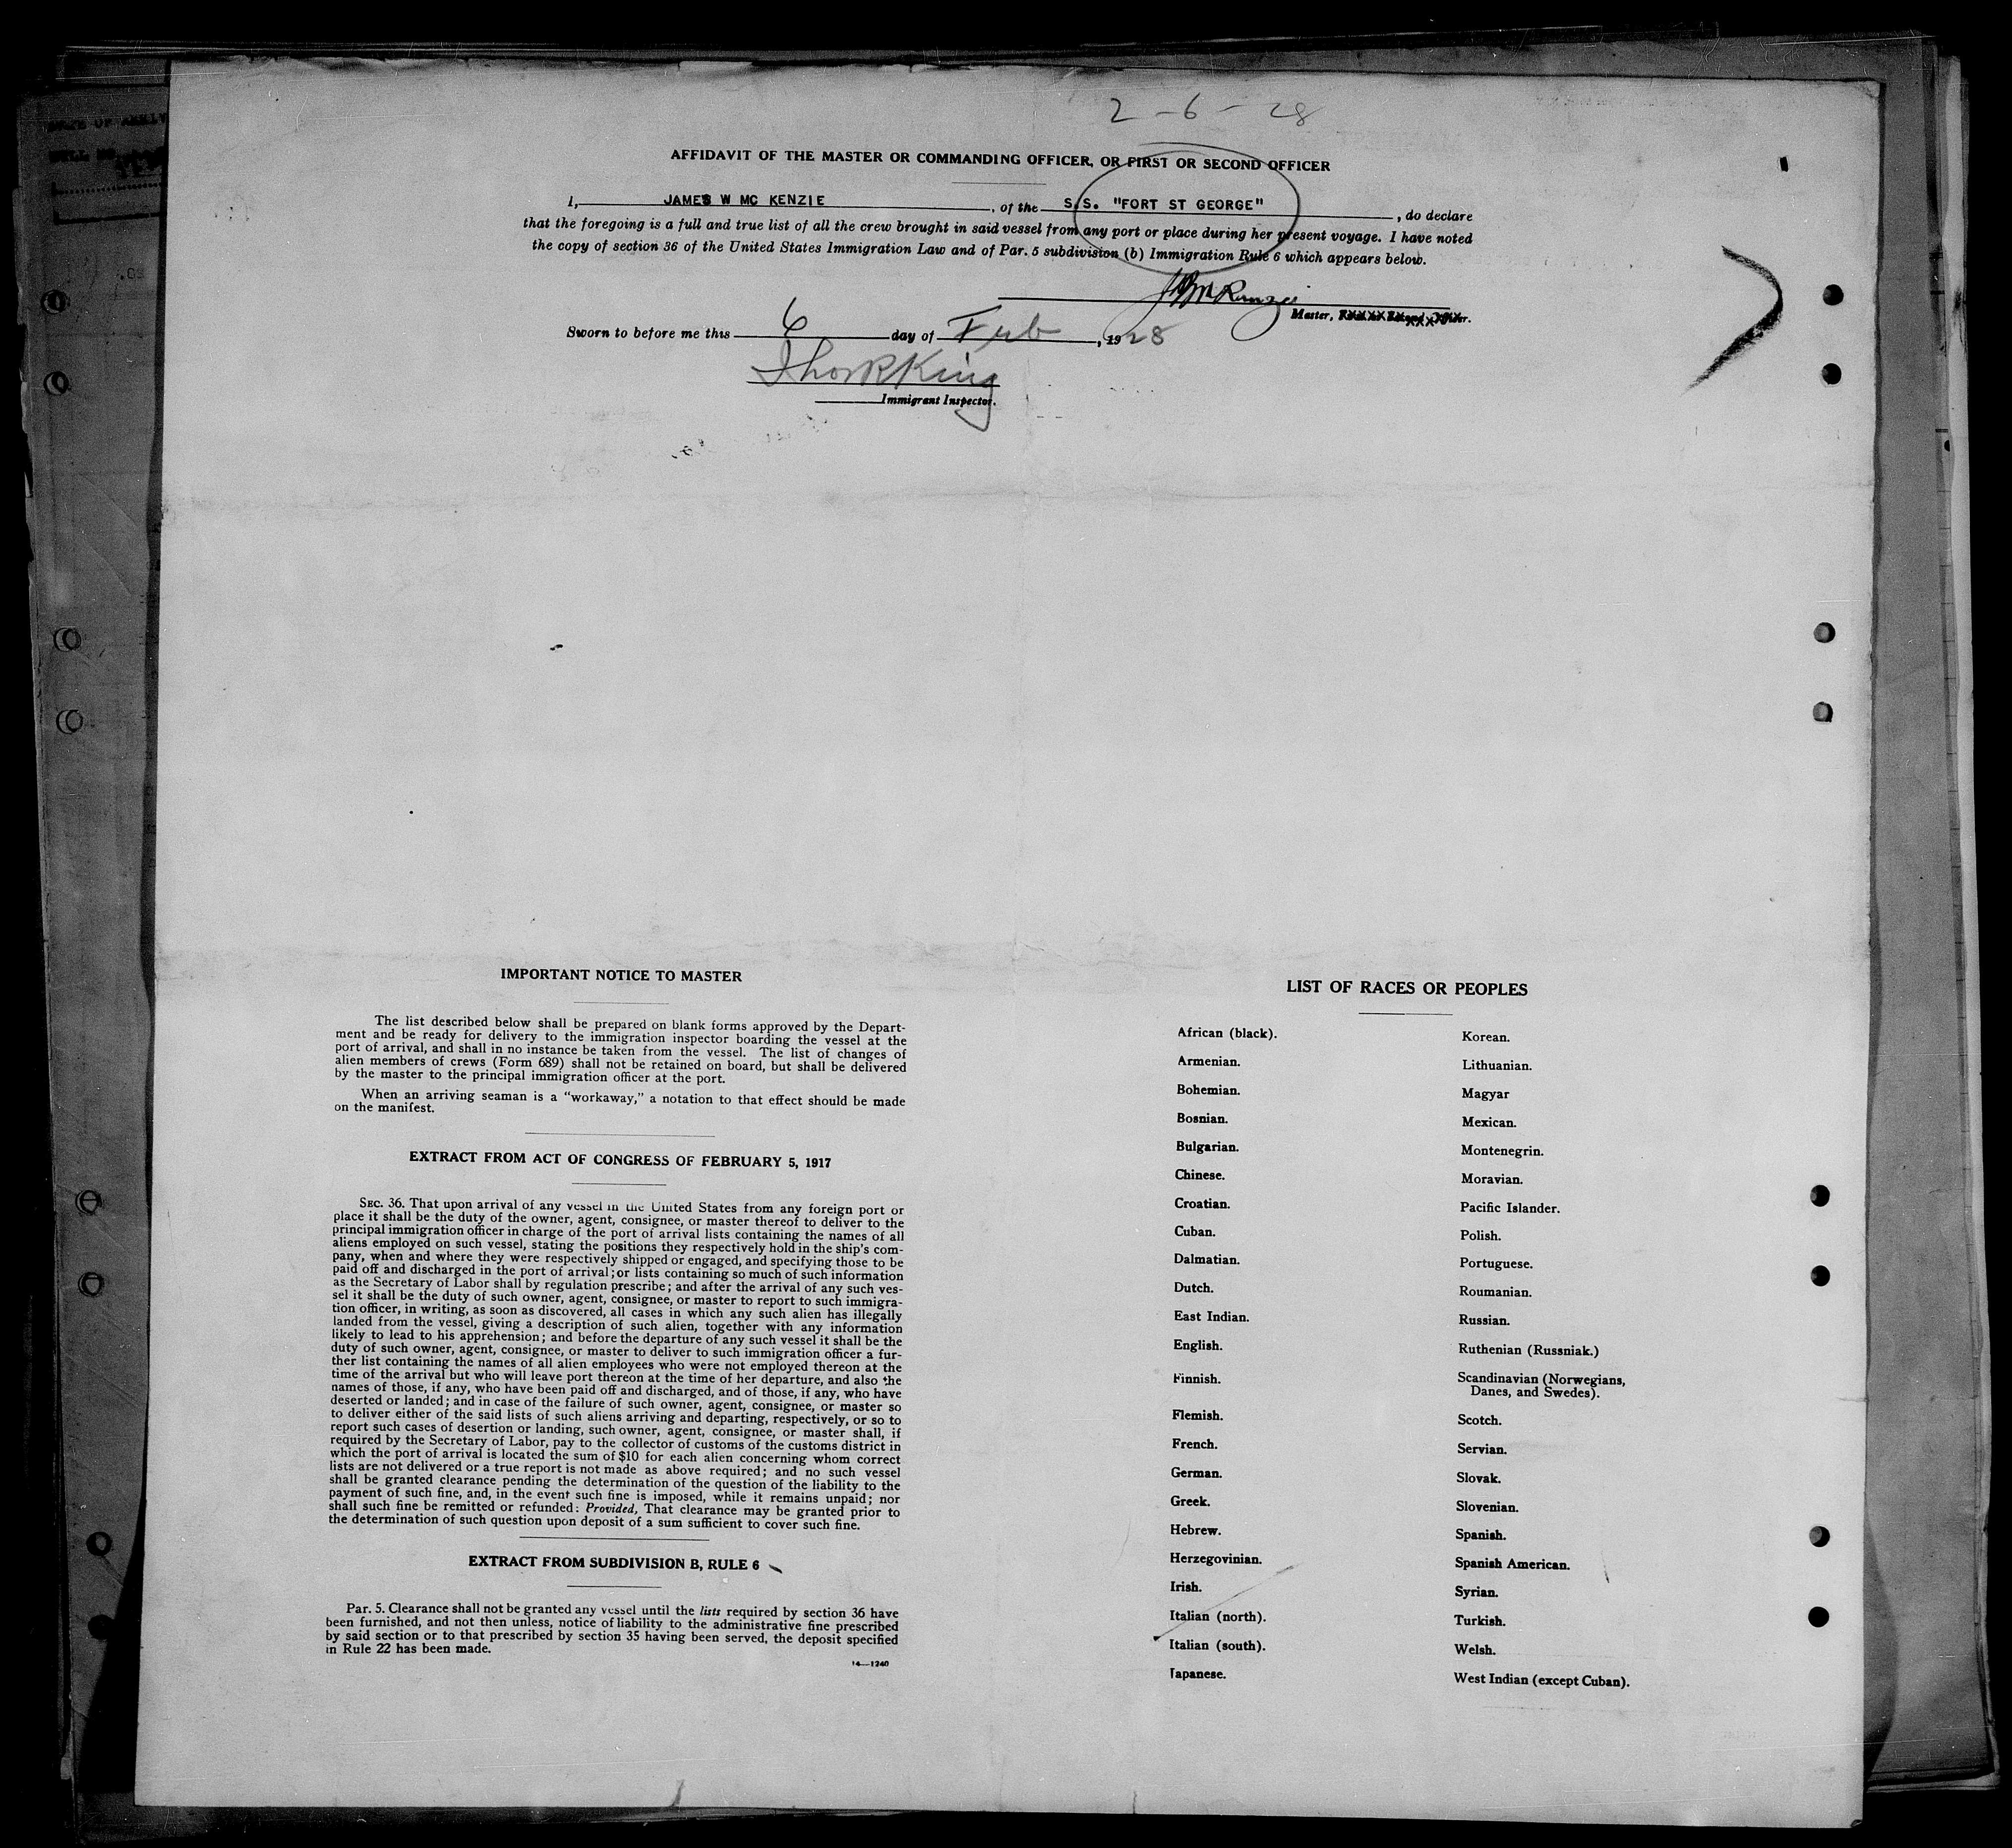 2-6-28
AFFIDAVIT OF THE MASTER OR COMMANDING OFFICER, OR FIRST OR SECOND OFFICER
I, JAMES W MC KENZIE, of the S.S. "FORT ST GEORGE", do declare
that the foregoing is a full and true list of all the crew brought in said vessel from any port or place during her present voyage. I have noted
the copy of section 36 of the United States Immigration Law and of Par. 5 subdivision (b) Immigration Rule 6 which appears below.
McKenzie
Master,
Sworn to before me this 6 day of Feb, 1928
King
Immigrant Inspector.
IMPORTANT NOTICE TO MASTER
The list described below shall be prepared on blank forms approved by the Depart-
ment and be ready for delivery to the immigration inspector boarding the vessel at the
port of arrival, and shall in no instance be taken from the vessel. The list of changes of
alien members of crews (Form 689) shall not be retained on board, but shall be delivered
by the master to the principal immigration officer at the port.
When an arriving seaman is a "workaway," a notation to that effect should be made
on the manifest.
EXTRACT FROM ACT OF CONGRESS OF FEBRUARY 5, 1917
SEC. 36. That upon arrival of any vessel in the United States from any foreign port or
place it shall be the duty of the owner, agent, consignee, or master thereof to deliver to the
principal immigration officer in charge of the port of arrival lists containing the names of all
aliens employed on such vessel, stating the positions they respectively hold in the ship's com-
pany, when and where they were respectively shipped or engaged, and specifying those to be
paid off and discharged in the port of arrival; or lists containing so much of such information
as the Secretary of Labor shall by regulation prescribe; and after the arrival of any such ves-
sel it shall be the duty of such owner, agent, consignee, or master to report to such immigra-
tion officer, in writing, as soon as discovered, all cases in which any such alien has illegally
landed from the vessel, giving a description of such alien, together with any information
likely to lead to his apprehension; and before the departure of any such vessel it shall be the
duty of such owner, agent, consignee, or master to deliver to such immigration officer a fur-
ther list containing the names of all alien employees who were not employed thereon at the
time of the arrival but who will leave port thereon at the time of her departure, and also the
names of those, if any, who have been paid off and discharged, and of those, if any, who have
deserted or landed; and in case of the failure of such owner, agent, consignee, or master so
to deliver either of the said lists of such aliens arriving and departing, respectively, or so to
report such cases of desertion or landing, such owner, agent, consignee, or master shall, if
required by the Secretary of Labor, pay to the collector of customs of the customs district in
which the port of arrival is located the sum of $10 for each alien concerning whom correct
lists are not delivered or a true report is not made as above required; and no such vessel
shall be granted clearance pending the determination of the question of the liability to the
payment of such fine, and, in the event such fine is imposed, while it remains unpaid; nor
shall such fine be remitted or refunded: Provided, That clearance may be granted prior to
the determination of such question upon deposit of a sum sufficient to cover such fine.
EXTRACT FROM SUBDIVISION B, RULE 6
Par. 5. Clearance shall not be granted any vessel until the lists required by section 36 have
been furnished, and not then unless, notice of liability to the administrative fine prescribed
by said section or to that prescribed by section 35 having been served, the deposit specified
in Rule 22 has been made.
14—1240
LIST OF RACES OR PEOPLES
African (black).
Armenian.
Bohemian.
Bosnian.
Bulgarian.
Chinese.
Croatian.
Cuban.
Dalmatian.
Dutch.
East Indian.
English.
Finnish.
Flemish.
French.
German.
Greek.
Hebrew.
Herzegovinian.
Irish.
Italian (north).
Italian (south).
Japanese.
Korean.
Lithuanian.
Magyar
Mexican.
Montenegrin.
Moravian.
Pacific Islander.
Polish.
Portuguese.
Roumanian.
Russian.
Ruthenian (Russniak.)
Scandinavian (Norwegians,
Danes, and Swedes).
Scotch.
Servian.
Slovak.
Slovenian.
Spanish.
Spanish American.
Syrian.
Turkish.
Welsh.
West Indian (except Cuban).